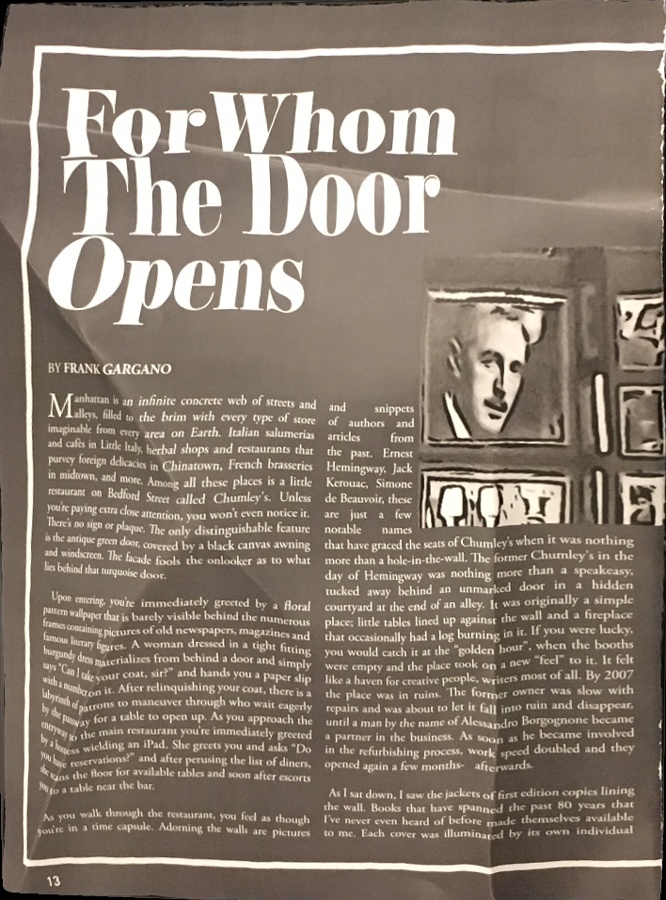 For Whom
The Door
Opens
BY FRANK GARGANO
Manhattan is an infinite concrete web of streets and
alleys, filled to the brim with every type of store
imaginable from every area on Earth. Italian salumerias
and cafès in Little Italy, herbal shops and restaurants that
purvey foreign delicacies in Chinatown, French brasseries
in midtown, and more. Among all these places is a little
restaurant on Bedford Street called Chumley's. Unless
you're paying extra close attention, you won't even notice it.
There's no sign or plaque. The only distinguishable feature
is the antique green door, covered by a black canvas awning
and windscreen. The facade fools the onlooker as to what
lies behind that turquoise door.
Upon entering, you're immediately greeted by a floral
pattern wallpaper that is barely visible behind the numerous
frames containing pictures of old newspapers, magazines and
famous literary figures. A woman dressed in a tight fitting
burgundy dress materializes from behind a door and simply
says "Can I take your coat, sir?" and hands you a paper slip
with a number on it. After relinquishing your coat, there is a
labyrinth of patrons to maneuver through who wait eagerly
by the passway for a table to open up. As you approach the
entryway to the main restaurant you're immediately greeted
by a hostess wielding an iPad. She greets you and asks "Do
you have reservations?" and after perusing the list of diners,
she scans the floor for available tables and soon after escorts
you to a table near the bar.
As you walk through the restaurant, you feel as though
you're in a time capsule. Adorning the walls are pictures
and snippets
of authors and
articles from
the past. Ernest
Hemingway, Jack
Kerouac, Simone
de Beauvoir, these
are just a few
notable names
that have graced the seats of Chumley's when it was nothing
more than a hole-in-the-wall. The former Chumley's in the
day of Hemingway was nothing more than a speakeasy,
tucked away behind an unmarked door in a hidden
courtyard at the end of an alley. It was originally a simple
place; little tables lined up against the wall and a fireplace
that occasionally had a log burning in it. If you were lucky,
you would catch it at the "golden hour", when the booths
were empty and the place took on a new "feel" to it. It felt
like a haven for creative people, writers most of all. By 2007
the place was in ruins. The former owner was slow with
repairs and was about to let it fall into ruin and disappear,
until a man by the name of Alessandro Borgognone became
a partner in the business. As soon as he became involved
in the refurbishing process, work speed doubled and they
opened again a few months- afterwards.
As I sat down, I saw the jackets of first edition copies lining
the wall. Books that have spanned the past 80 years that
I've never even heard of before made themselves available
to me. Each cover was illuminated by its own individual
13